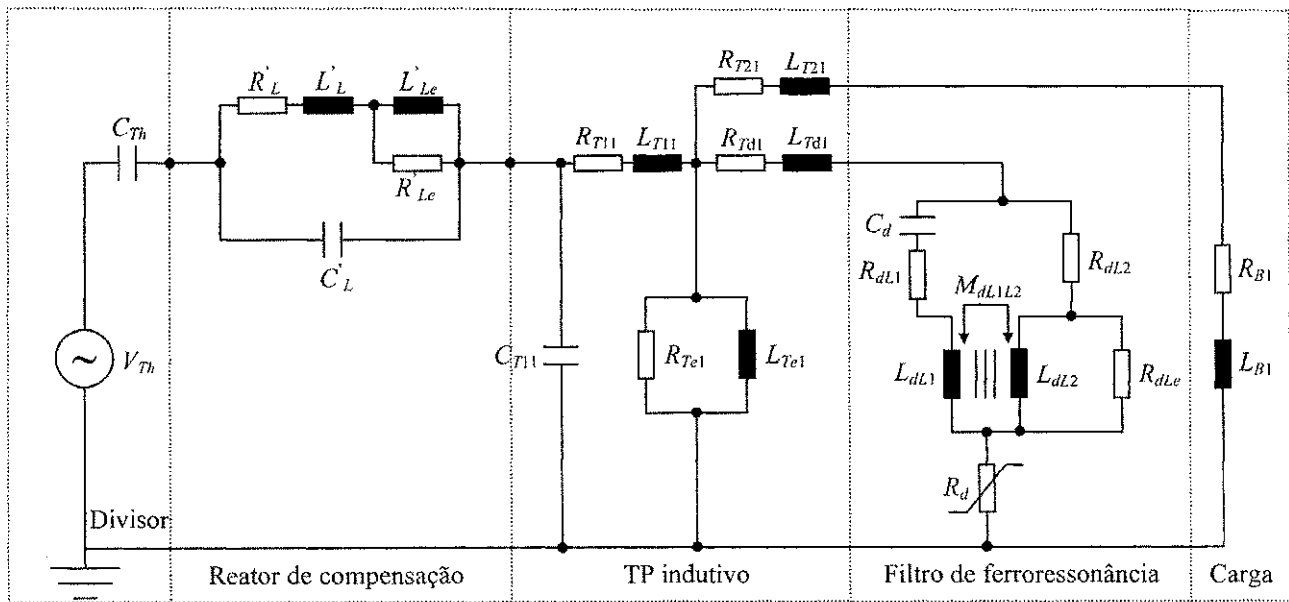 C_Th
V_Th
Divisor
R'_L
L'_L
L'_Le
R'_Le
C'_L
Reator de compensação
R_T11
L_T11
C_T11
R_T21
L_T21
R_Td1
L_Td1
R_Te1
L_Te1
TP indutivo
C_d
R_dL1
M_dL1L2
R_dL2
L_dL1
L_dL2
R_dLe
R_d
Filtro de ferroressonância
R_B1
L_B1
Carga